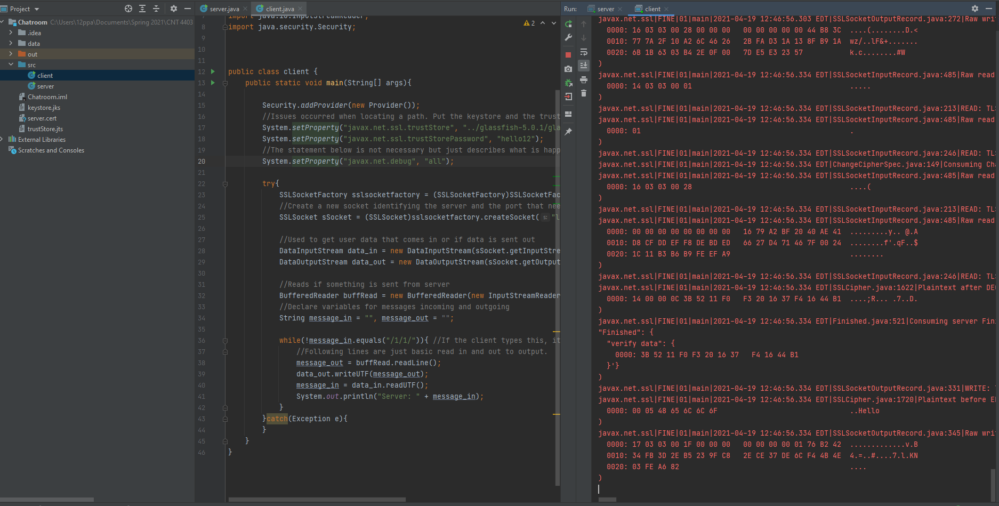 Project
Chatroom C:\Users\12ppa\Documents\Spring 2021\CNT 4403
.idea
data
out
src
client
server
Chatroom.iml
keystore.jks
server.cert
trustStore.jts
External Libraries
Scratches and Consoles
server.java
client.java
2
7 import java.io.InputStreamReader;
8 import java.security.Security;
9
10
11
12 public class client {
13 public static void main(String[] args){
14
15 Security.addProvider(new Provider());
16 //Issues occurred when locating a path. Put the keystore and the trust
17 System.setProperty("javax.net.ssl.trustStore", "../glassfish-5.0.1/gla
18 System.setProperty("javax.net.ssl.trustStorePassword", "hello12");
19 //The statement below is not necessary but just describes what is happ
20 System.setProperty("javax.net.debug", "all");
21
22 try{
23 SSLSocketFactory sslsocketfactory = (SSLSocketFactory)SSLSocketFac
24 //Create a new socket identifying the server and the port that nee
25 SSLSocket sSocket = (SSLSocket)sslsocketfactory.createSocket( s: "l
26
27 //Used to get user data that comes in or if data is sent out
28 DataInputStream data_in = new DataInputStream(sSocket.getInputStre
29 DataOutputStream data_out = new DataOutputStream(sSocket.getOutput
30
31 //Reads if something is sent from server
32 BufferedReader buffRead = new BufferedReader(new InputStreamReader
33 //Declare variables for messages incoming and outgoing
34 String message_in = "", message_out = "";
35
36 while(!message_in.equals("/1/1/")){ //If the client types this, it
37 //Following lines are just basic read in and out to output.
38 message_out = buffRead.readLine();
39 data_out.writeUTF(message_out);
40 message_in = data_in.readUTF();
41 System.out.println("Server: " + message_in);
42 }
43 }catch(Exception e){
44 }
45 }
46 }
Run: server client
javax.net.ssl|FINE|01|main|2021-04-19 12:46:56.303 EDT|SSLSocketOutputRecord.java:272|Raw writ
0000: 16 03 03 00 28 00 00 00 00 00 00 00 00 44 B8 3C ....(........D.<
0010: 77 7A 2F 10 A2 6C 46 26 2B FA D3 1A 13 8F B9 1A wz/..lF&+.......
0020: 6B 1B 63 03 B4 2E 0F 00 7D E5 E3 23 57 k.c........#W
)
javax.net.ssl|FINE|01|main|2021-04-19 12:46:56.334 EDT|SSLSocketInputRecord.java:485|Raw read
0000: 14 03 03 00 01 .....
)
javax.net.ssl|FINE|01|main|2021-04-19 12:46:56.334 EDT|SSLSocketInputRecord.java:213|READ: TLS
javax.net.ssl|FINE|01|main|2021-04-19 12:46:56.334 EDT|SSLSocketInputRecord.java:485|Raw read
0000: 01 .
)
javax.net.ssl|FINE|01|main|2021-04-19 12:46:56.334 EDT|SSLSocketInputRecord.java:246|READ: TLS
javax.net.ssl|FINE|01|main|2021-04-19 12:46:56.334 EDT|ChangeCipherSpec.java:149|Consuming Cha
javax.net.ssl|FINE|01|main|2021-04-19 12:46:56.334 EDT|SSLSocketInputRecord.java:485|Raw read
0000: 16 03 03 00 28 ....(
)
javax.net.ssl|FINE|01|main|2021-04-19 12:46:56.334 EDT|SSLSocketInputRecord.java:213|READ: TLS
javax.net.ssl|FINE|01|main|2021-04-19 12:46:56.334 EDT|SSLSocketInputRecord.java:485|Raw read
0000: 00 00 00 00 00 00 00 00 16 79 A2 BF 20 40 AE 41 .........y.. @.A
0010: D8 CF DD EF F8 DE BD ED 66 27 D4 71 46 7F 00 24 ........f'.qF..$
0020: 1C 11 B3 B6 B9 FE EF A9 ........
)
javax.net.ssl|FINE|01|main|2021-04-19 12:46:56.334 EDT|SSLSocketInputRecord.java:246|READ: TLS
javax.net.ssl|FINE|01|main|2021-04-19 12:46:56.334 EDT|SSLCipher.java:1622|Plaintext after DEC
0000: 14 00 00 0C 3B 52 11 F0 F3 20 16 37 F4 16 44 B1 ....;R... .7..D.
)
javax.net.ssl|FINE|01|main|2021-04-19 12:46:56.334 EDT|Finished.java:521|Consuming server Fin
"Finished": {
"verify data": {
0000: 3B 52 11 F0 F3 20 16 37 F4 16 44 B1
}'}
)
javax.net.ssl|FINE|01|main|2021-04-19 12:46:56.334 EDT|SSLSocketOutputRecord.java:331|WRITE: T
javax.net.ssl|FINE|01|main|2021-04-19 12:46:56.334 EDT|SSLCipher.java:1720|Plaintext before EN
0000: 00 05 48 65 6C 6C 6F ..Hello
)
javax.net.ssl|FINE|01|main|2021-04-19 12:46:56.334 EDT|SSLSocketOutputRecord.java:345|Raw writ
0000: 17 03 03 00 1F 00 00 00 00 00 00 00 01 76 B2 42 .............v.B
0010: 34 FB 3D 2E B5 23 9F C8 2E CE 37 DE 6C F4 4B 4E 4.=..#....7.l.KN
0020: 03 FE A6 82 ....
)